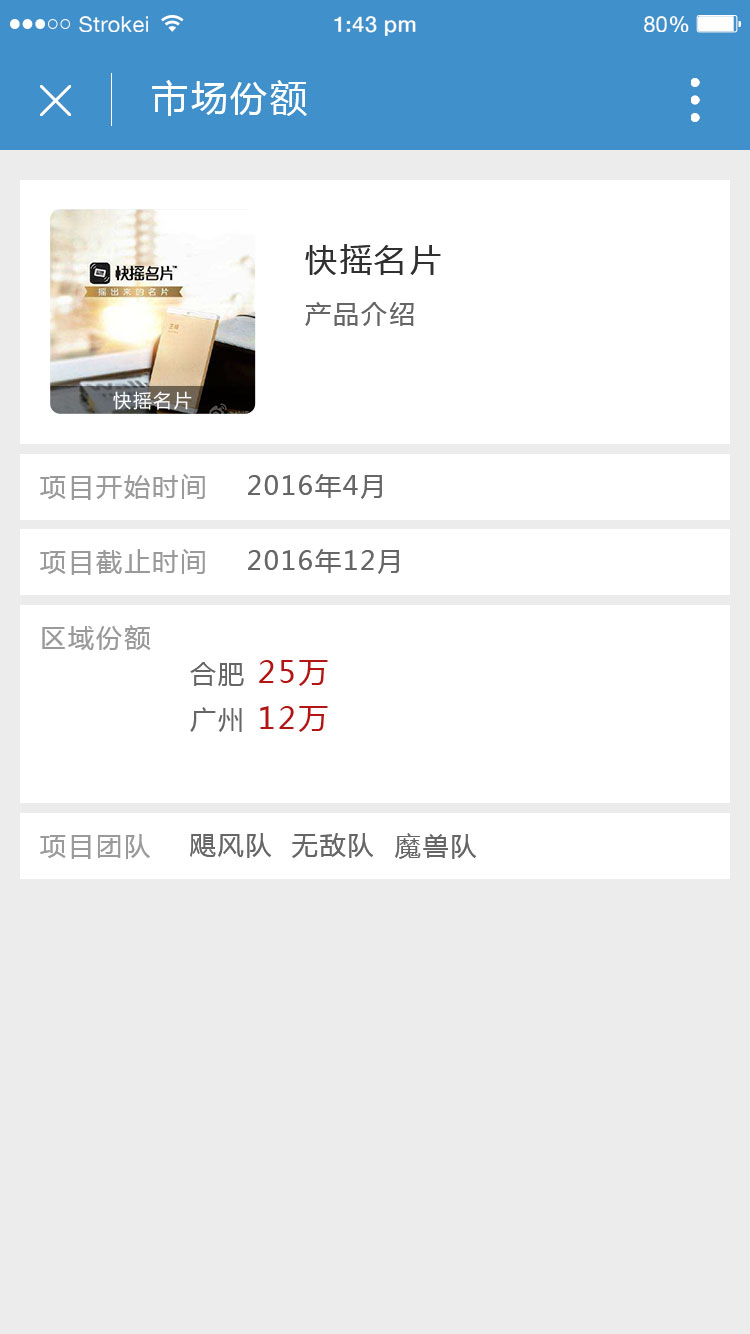 Strokei 1:43 pm 80%
市场份额
快摇名片™
摇出来的名片
快摇名片
快摇名片
产品介绍
项目开始时间 2016年4月
项目截止时间 2016年12月
区域份额
合肥 25万
广州 12万
项目团队 飓风队 无敌队 魔兽队